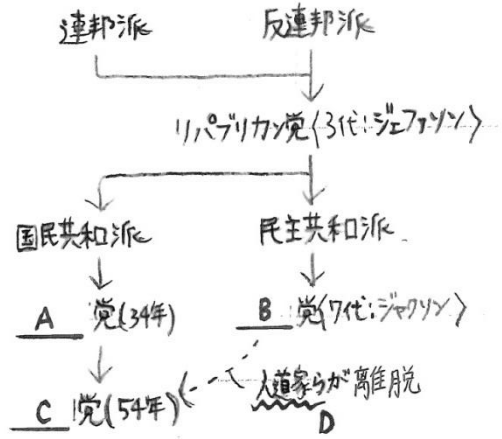 連邦派 反連邦派
リパブリカン党〈3代:ジェファソン〉
国民共和派 民主共和派
A 党(34年) B 党〈7代:ジャクソン〉
C 党(54年) 人道家らが離脱
D